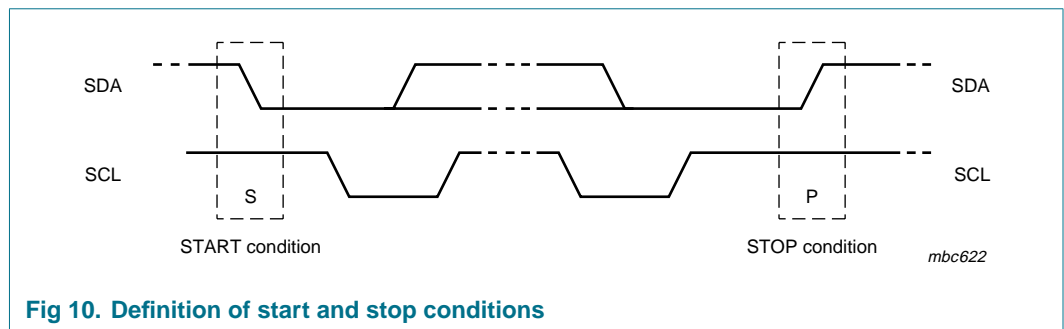 SDA SDA
SCL SCL
S P
START condition STOP condition
mbc622
Fig 10. Definition of start and stop conditions